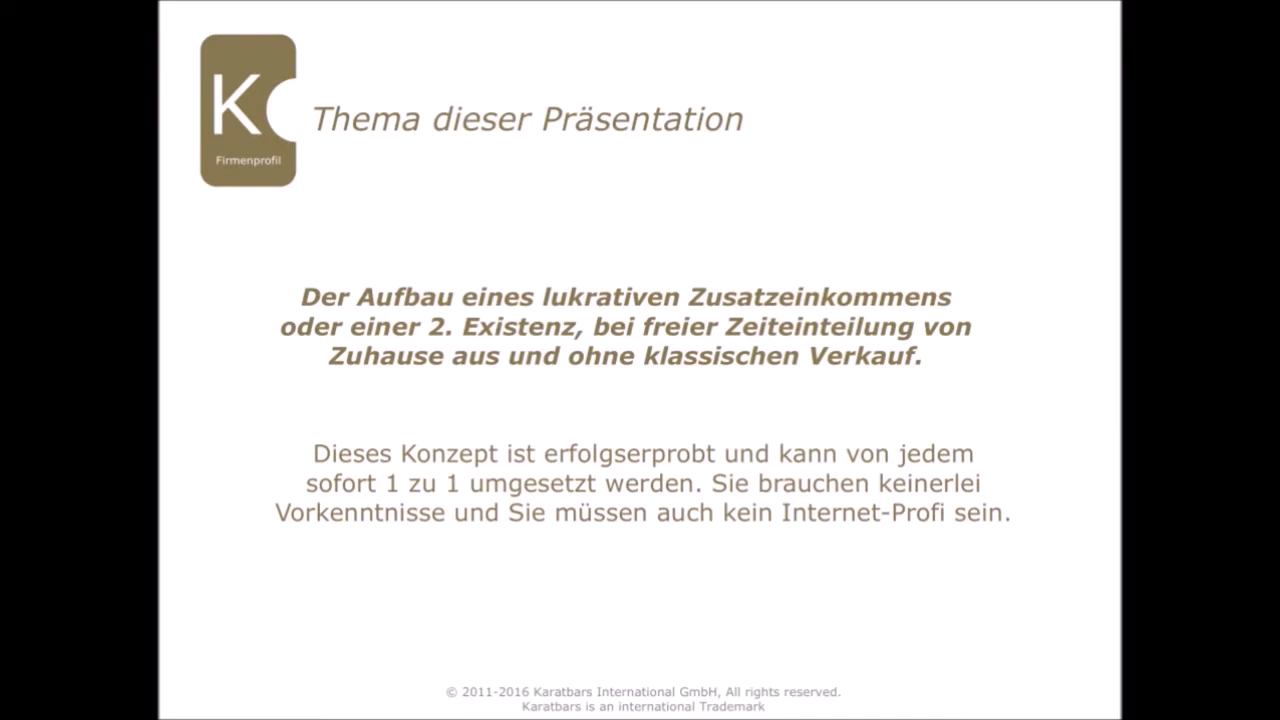 K
Firmenprofil
Thema dieser Präsentation
Der Aufbau eines lukrativen Zusatzeinkommens
oder einer 2. Existenz, bei freier Zeiteinteilung von
Zuhause aus und ohne klassischen Verkauf.
Dieses Konzept ist erfolgserprobt und kann von jedem
sofort 1 zu 1 umgesetzt werden. Sie brauchen keinerlei
Vorkenntnisse und Sie müssen auch kein Internet-Profi sein.
© 2011-2016 Karatbars International GmbH, All rights reserved.
Karatbars is an international Trademark